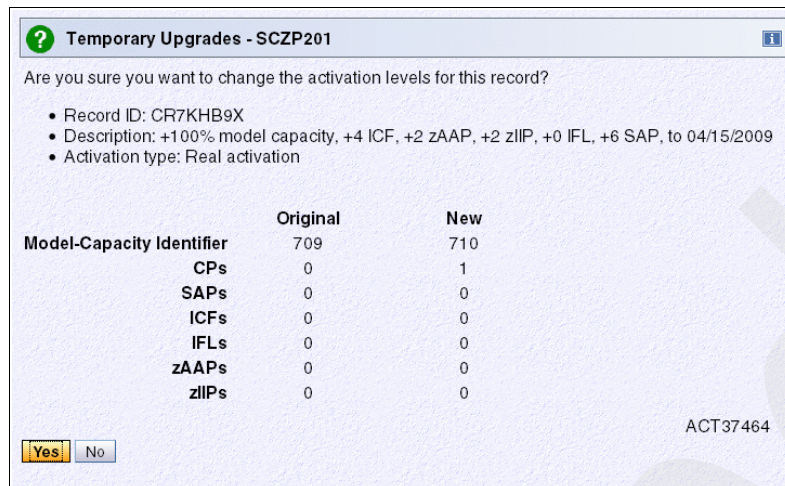 Temporary Upgrades - SCZP201
Are you sure you want to change the activation levels for this record?
• Record ID: CR7KHB9X
• Description: +100% model capacity, +4 ICF, +2 zAAP, +2 zIIP, +0 IFL, +6 SAP, to 04/15/2009
• Activation type: Real activation
Original New
Model-Capacity Identifier 709 710
CPs 0 1
SAPs 0 0
ICFs 0 0
IFLs 0 0
zAAPs 0 0
zIIPs 0 0
ACT37464
Yes No